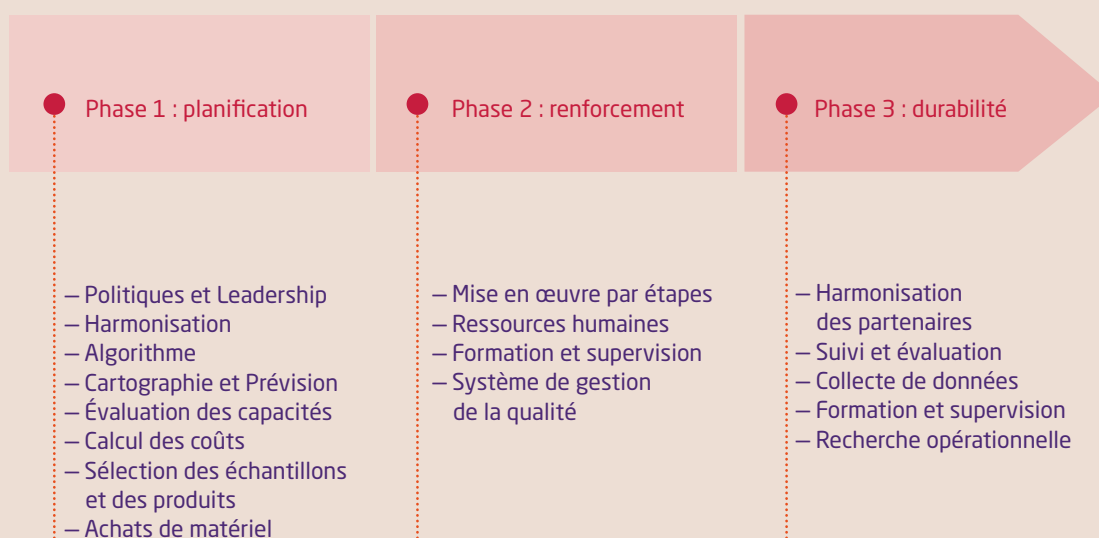 Phase 1 : planification
Phase 2 : renforcement
Phase 3 : durabilité
— Politiques et Leadership
— Harmonisation
— Algorithme
— Cartographie et Prévision
— Évaluation des capacités
— Calcul des coûts
— Sélection des échantillons
et des produits
— Achats de matériel
— Mise en œuvre par étapes
— Ressources humaines
— Formation et supervision
— Système de gestion
de la qualité
— Harmonisation
des partenaires
— Suivi et évaluation
— Collecte de données
— Formation et supervision
— Recherche opérationnelle